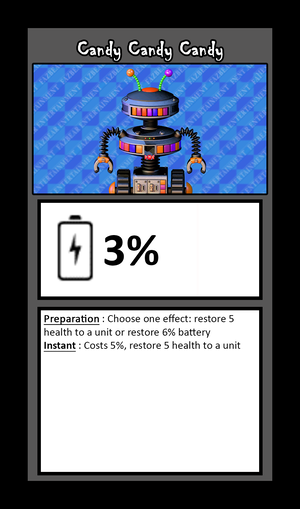 Candy Candy Candy
3%
Preparation : Choose one effect: restore 5
health to a unit or restore 6% battery
Instant : Costs 5%, restore 5 health to a unit